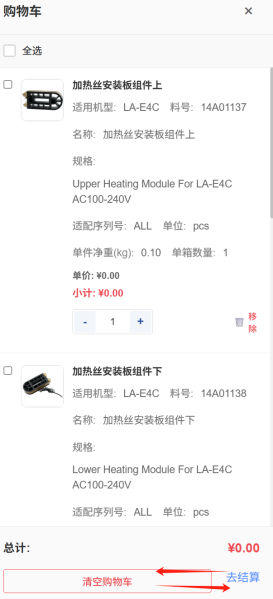 购物车 ×
全选
加热丝安装板组件上
适用机型: LA-E4C 料号: 14A01137
名称: 加热丝安装板组件上
规格:
Upper Heating Module For LA-E4C
AC100-240V
适配序列号: ALL 单位: pcs
单件净重(kg): 0.10 单箱数量: 1
单价: ¥0.00
小计: ¥0.00
- 1 +
移
除
加热丝安装板组件下
适用机型: LA-E4C 料号: 14A01138
名称: 加热丝安装板组件下
规格:
Lower Heating Module For LA-E4C
AC100-240V
适配序列号: ALL 单位: pcs
总计: ¥0.00
清空购物车 去结算